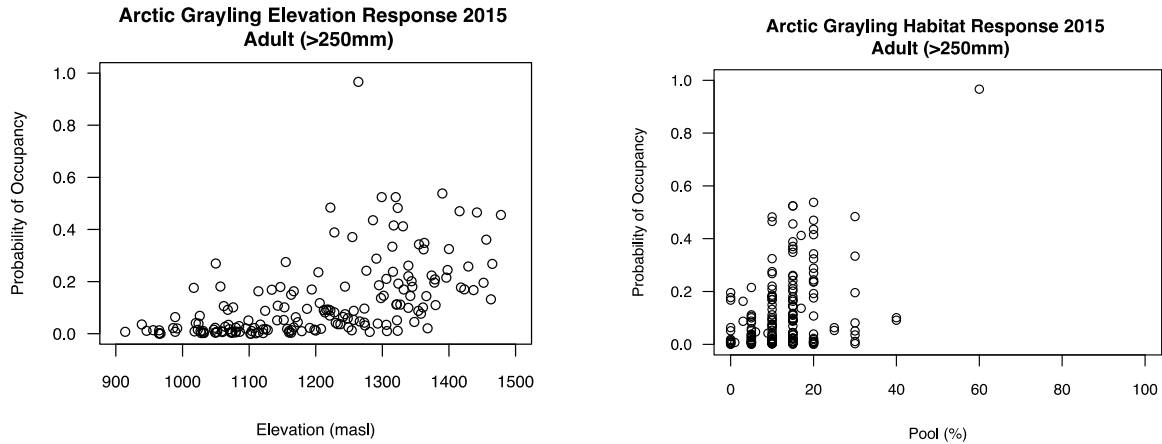 Arctic Grayling Elevation Response 2015
Adult (>250mm)
Probability of Occupancy
1.0
0.8
0.6
0.4
0.2
0.0
900 1000 1100 1200 1300 1400 1500
Elevation (masl)
Arctic Grayling Habitat Response 2015
Adult (>250mm)
Probability of Occupancy
1.0
0.8
0.6
0.4
0.2
0.0
0 20 40 60 80 100
Pool (%)